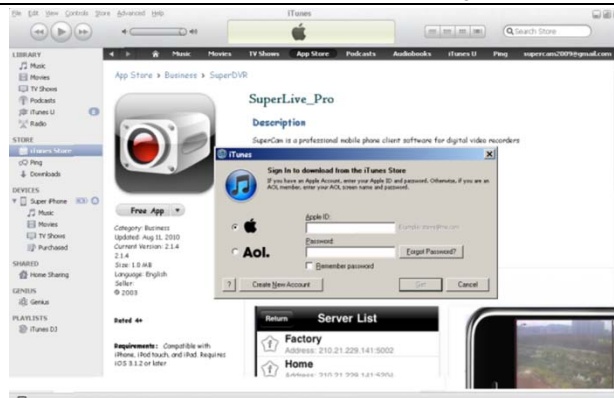 File Edit View Controls Store Advanced Help
iTunes
Search Store
LIBRARY
Music
Movies
TV Shows
Podcasts
iTunes U
Radio
STORE
iTunes Store
Ping
Downloads
DEVICES
Super iPhone
Music
Movies
TV Shows
Purchased
SHARED
Home Sharing
GENIUS
Genius
PLAYLISTS
iTunes DJ
Music Movies TV Shows App Store Podcasts Audiobooks iTunes U Ping supercam2009@gmail.com
App Store > Business > SuperDVR
SuperLive_Pro
Description
SuperCam is a professional mobile phone client software for digital video recorders
Free App
Category: Business
Updated: Aug 11, 2010
Current Version: 2.1.4
2.1.4
Size: 1.0 MB
Language: English
Seller:
© 2003
Rated 4+
Requirements: Compatible with
iPhone, iPod touch, and iPad. Requires
iOS 3.1.2 or later
iTunes
Sign In to download from the iTunes Store
If you have an Apple Account, enter your Apple ID and password. Otherwise, if you are an
AOL member, enter your AOL screen name and password.
Apple ID:
Example: steve@me.com
Aol.
Password:
Forgot Password?
Remember password
?
Create New Account
Get
Cancel
Return
Server List
Factory
Address: 210.21.229.141:5002
Home